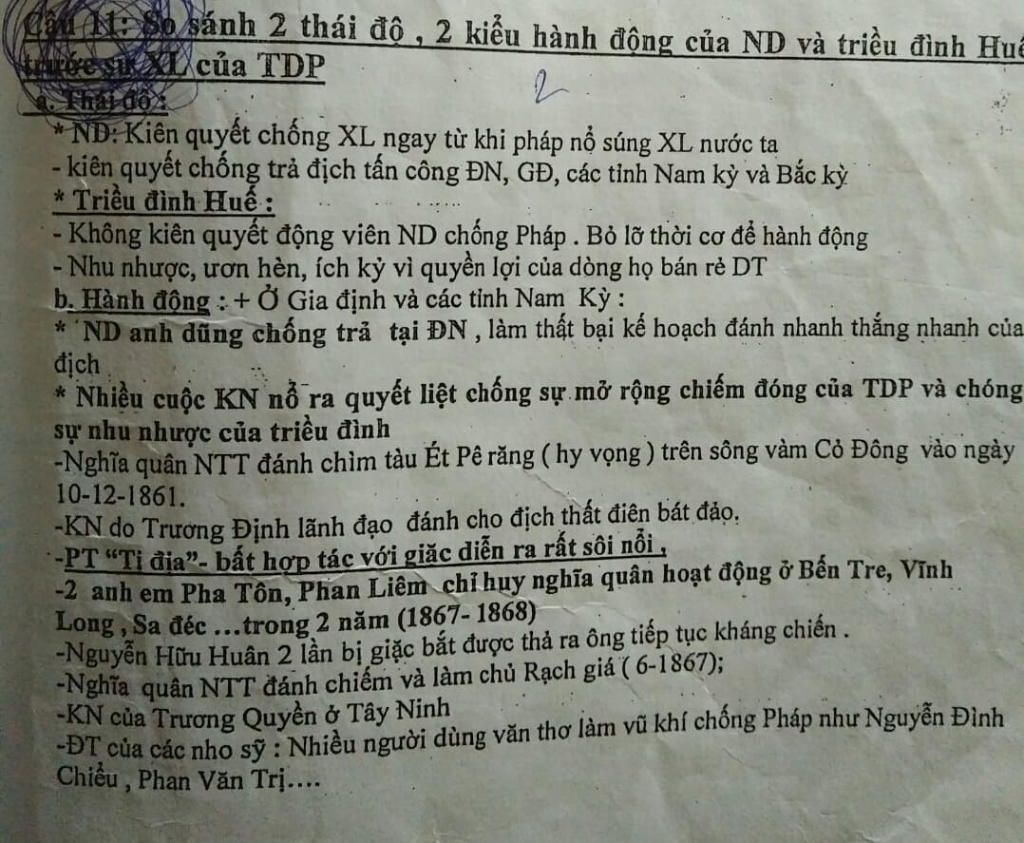 Câu 11: So sánh 2 thái độ , 2 kiểu hành động của ND và triều đình Huế
trước sự XL của TDP
2
a. Thái độ :
* ND: Kiên quyết chống XL ngay từ khi pháp nổ súng XL nước ta
- kiên quyết chống trả địch tấn công ĐN, GĐ, các tỉnh Nam kỳ và Bắc kỳ
* Triều đình Huế :
- Không kiên quyết động viên ND chống Pháp . Bỏ lỡ thời cơ để hành động
- Nhu nhược, ươn hèn, ích kỷ vì quyền lợi của dòng họ bán rẻ DT
b. Hành động : + Ở Gia định và các tỉnh Nam Kỳ :
* ND anh dũng chống trả tại ĐN , làm thất bại kế hoạch đánh nhanh thắng nhanh của
địch
* Nhiều cuộc KN nổ ra quyết liệt chống sự mở rộng chiếm đóng của TDP và chóng
sự nhu nhược của triều đình
-Nghĩa quân NTT đánh chìm tàu Ét Pê răng ( hy vọng ) trên sông vàm Cỏ Đông vào ngày
10-12-1861.
-KN do Trương Định lãnh đạo đánh cho địch thất điên bát đảo.
-PT “Tị địa”- bất hợp tác với giăc diễn ra rất sôi nổi .
-2 anh em Pha Tôn, Phan Liêm chỉ huy nghĩa quân hoạt động ở Bến Tre, Vĩnh
Long , Sa đéc ...trong 2 năm (1867- 1868)
-Nguyễn Hữu Huân 2 lần bị giặc bắt được thả ra ông tiếp tục kháng chiến .
-Nghĩa quân NTT đánh chiếm và làm chủ Rạch giá ( 6-1867);
-KN của Trương Quyền ở Tây Ninh
-ĐT của các nho sỹ : Nhiều người dùng văn thơ làm vũ khí chống Pháp như Nguyễn Đình
Chiểu , Phan Văn Trị....